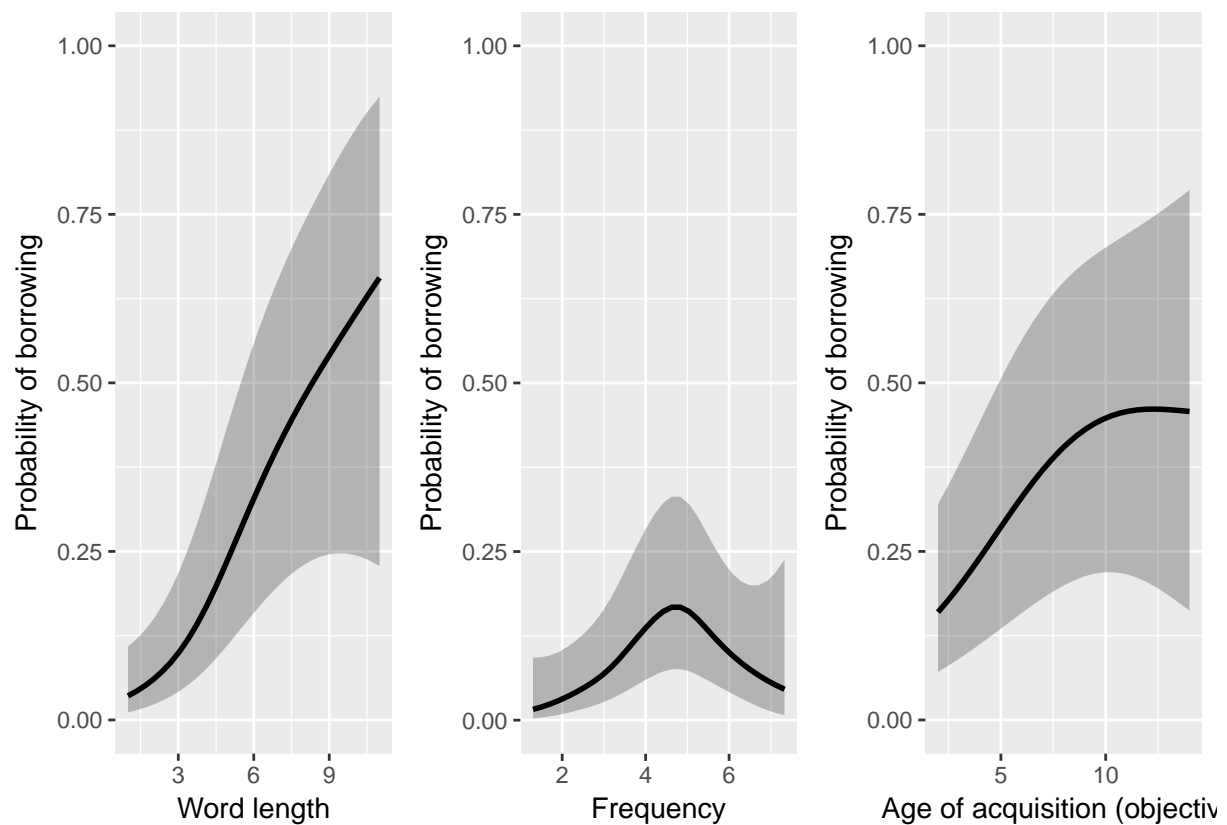 Probability of borrowing
1.00
0.75
0.50
0.25
0.00
3 6 9
Word length
Probability of borrowing
1.00
0.75
0.50
0.25
0.00
2 4 6
Frequency
Probability of borrowing
1.00
0.75
0.50
0.25
0.00
5 10
Age of acquisition (objectiv